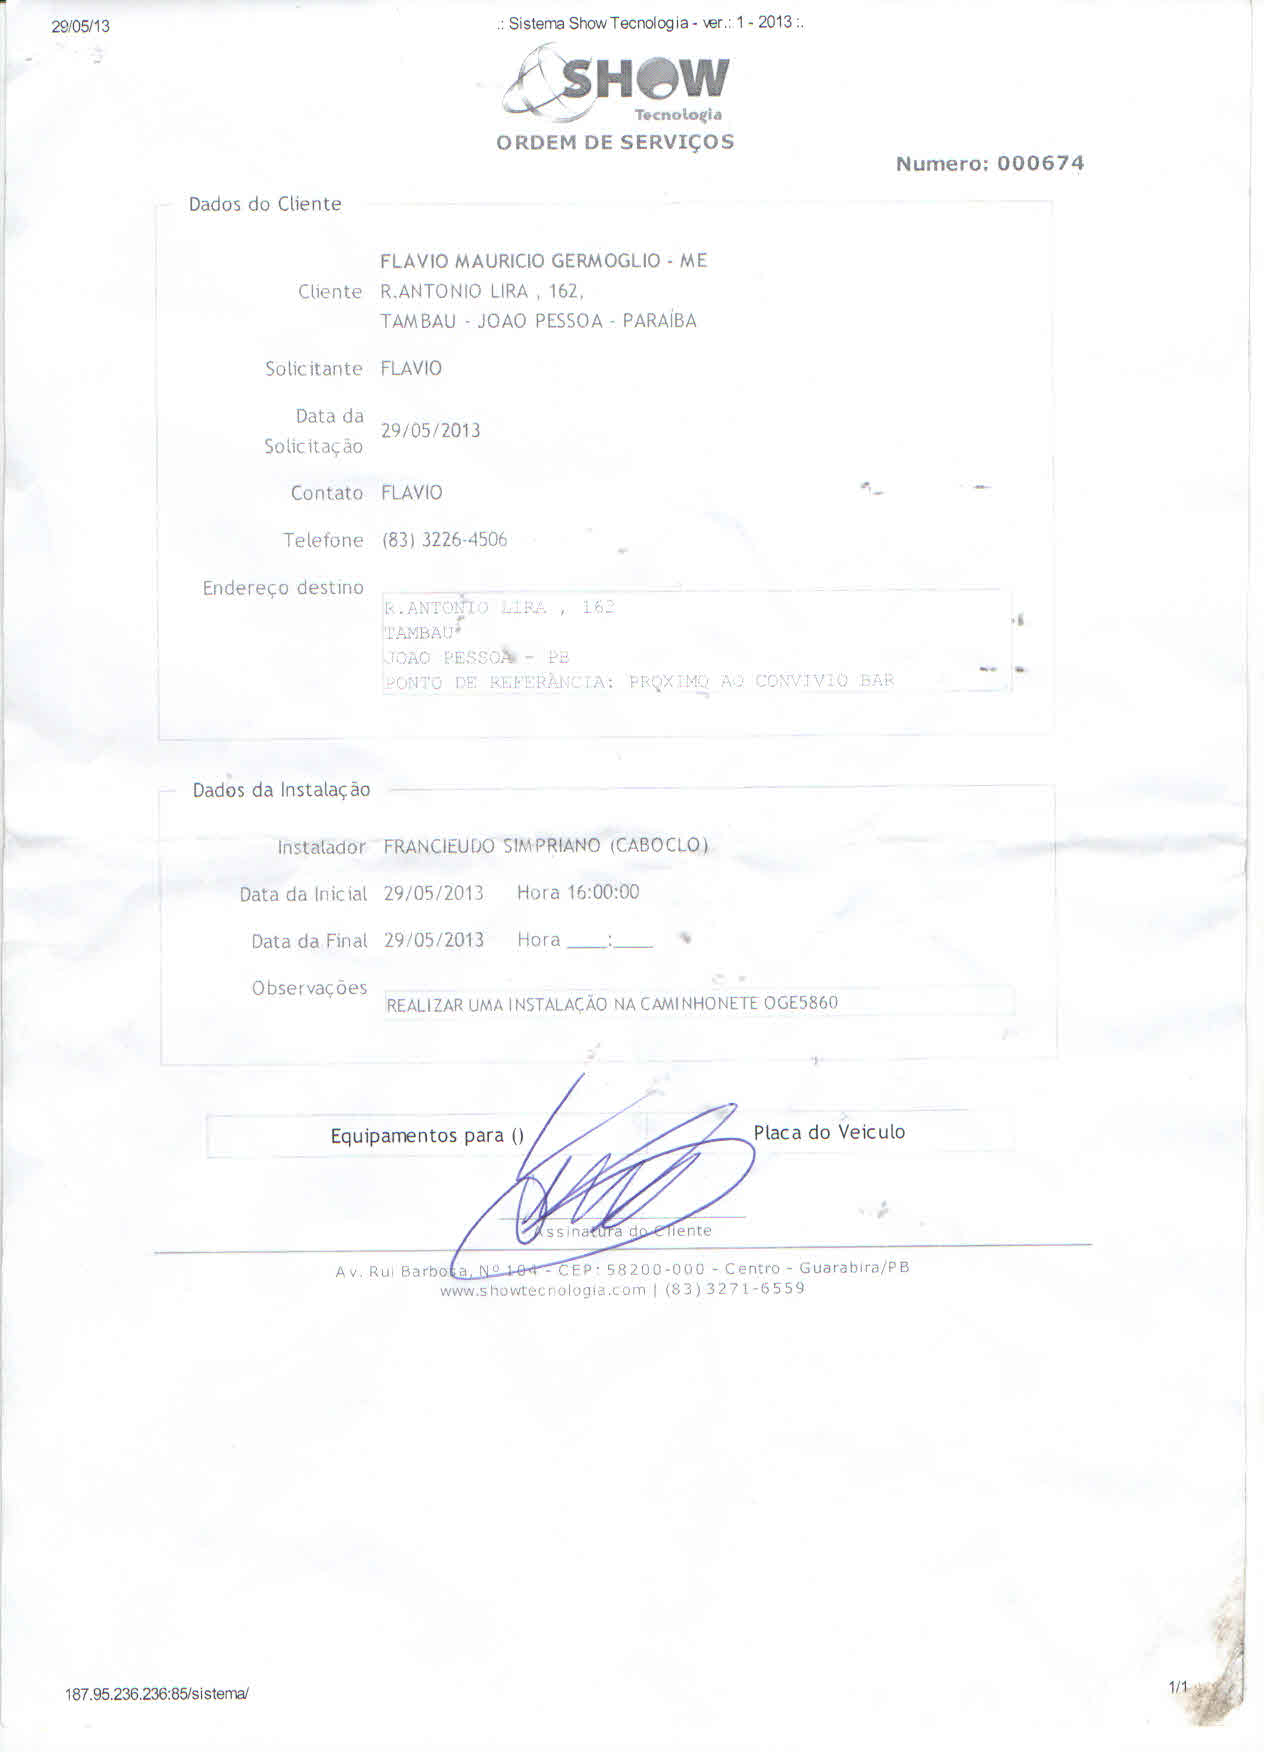 29/05/13
.: Sistema Show Tecnologia - ver.: 1 - 2013 :.
SHOW
Tecnologia
ORDEM DE SERVIÇOS
Numero: 000674
Dados do Cliente
FLAVIO MAURICIO GERMOGLIO - ME
Cliente R.ANTONIO LIRA , 162,
TAMBAU - JOAO PESSOA - PARAÍBA
Solicitante FLAVIO
Data da
Solicitação 29/05/2013
Contato FLAVIO
Telefone (83) 3226-4506
Endereço destino
R.ANTONIO LIRA , 162
TAMBAU
JOAO PESSOA - PB
PONTO DE REFERÂNCIA: PROXIMO AO CONVIVIO BAR
Dados da Instalação
Instalador FRANCIEUDO SIMPRIANO (CABOCLO)
Data da Inicial 29/05/2013 Hora 16:00:00
Data da Final 29/05/2013 Hora ____:____
Observações
REALIZAR UMA INSTALAÇÃO NA CAMINHONETE OGE5860
Equipamentos para () Placa do Veiculo
Assinatura do Cliente
Av. Rui Barbosa, Nº 104 - CEP: 58200-000 - Centro - Guarabira/PB
www.showtecnologia.com | (83) 3271-6559
187.95.236.236:85/sistema/
1/1